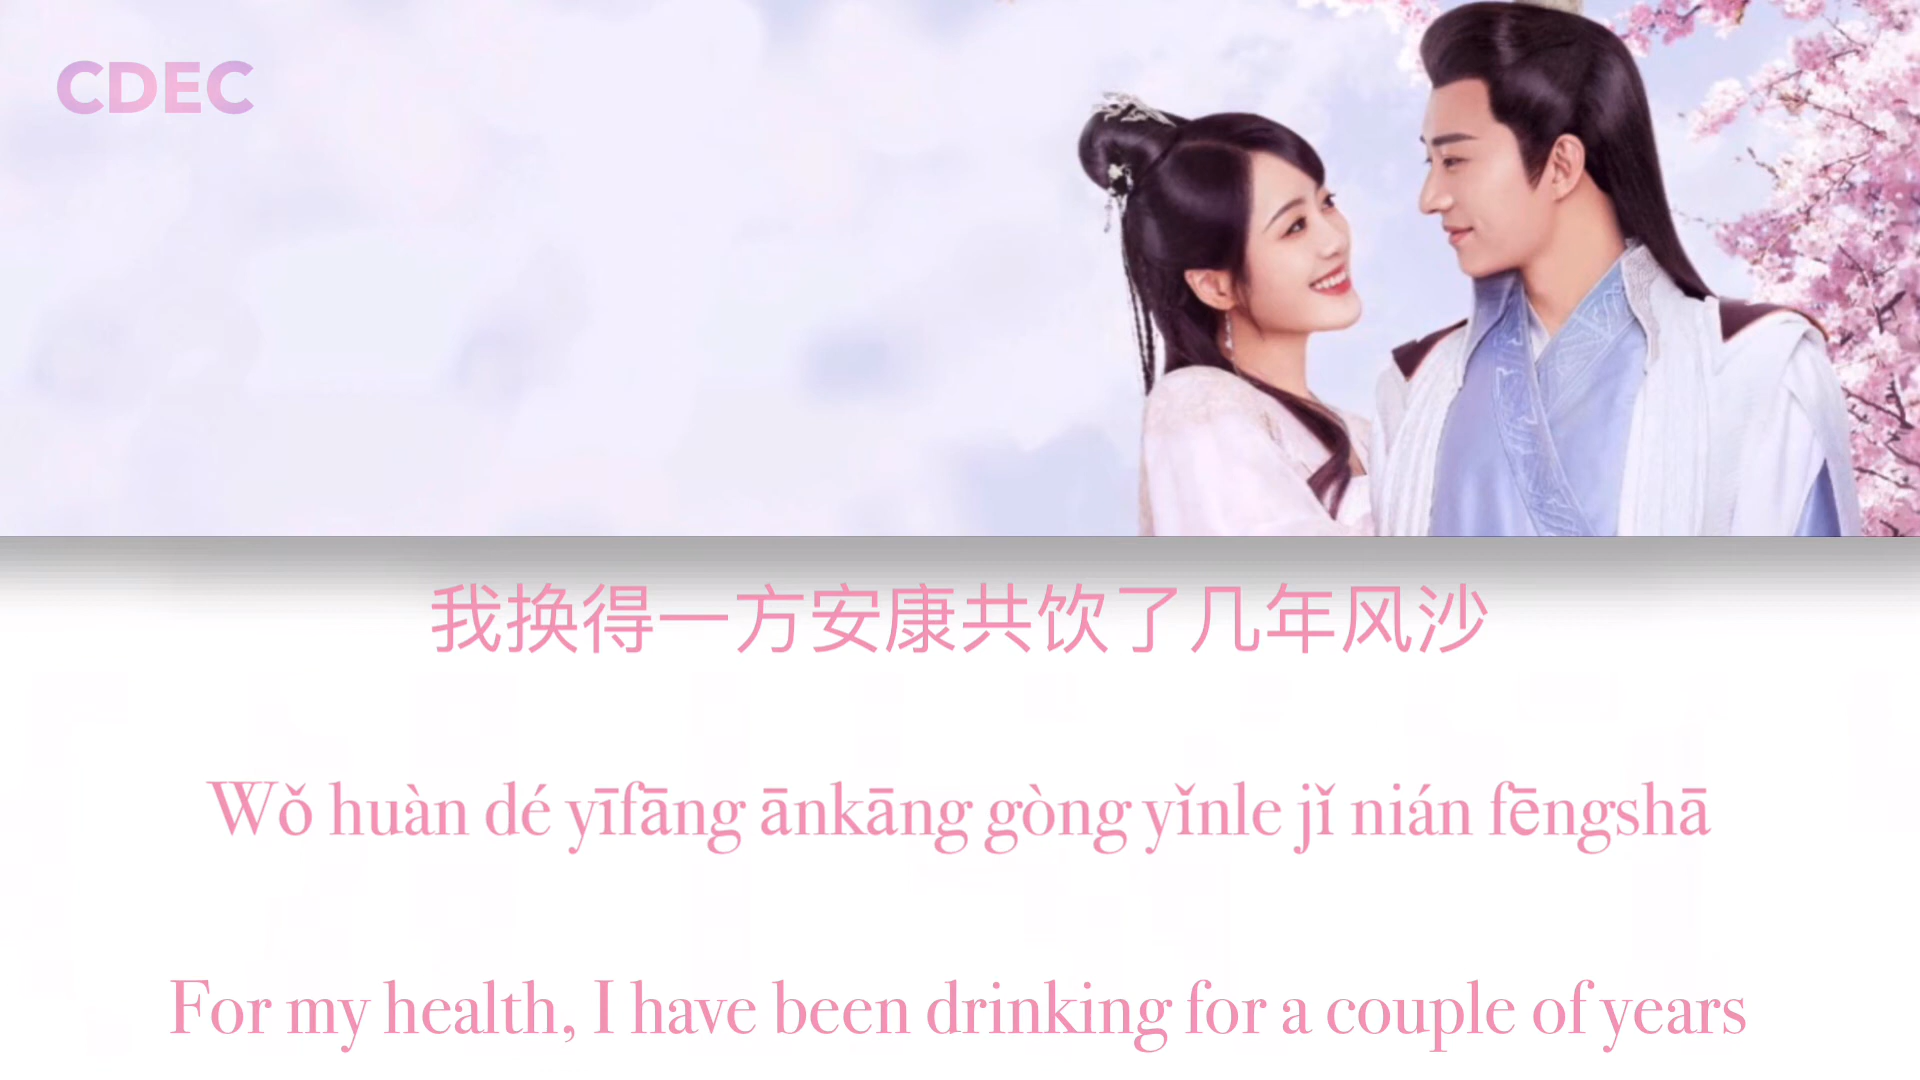 CDEC
我换得一方安康共饮了几年风沙
Wǒ huàn dé yīfāng ānkāng gòng yǐnle jǐ nián fēngshā
For my health, I have been drinking for a couple of years